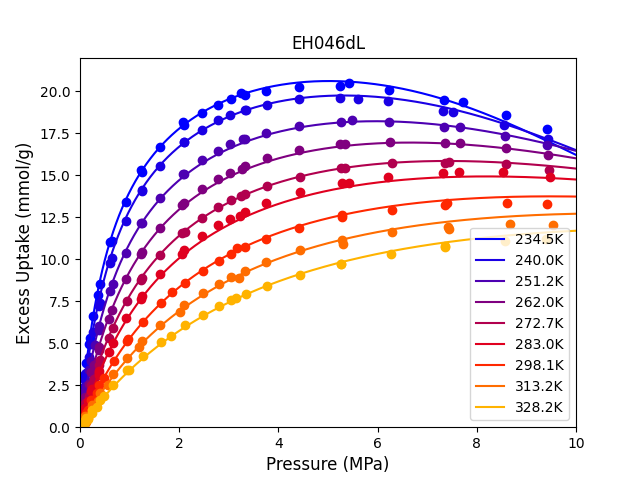 EH046dL
Excess Uptake (mmol/g)
20.0
17.5
15.0
12.5
10.0
7.5
5.0
2.5
0.0
234.5K
240.0K
251.2K
262.0K
272.7K
283.0K
298.1K
313.2K
328.2K
0 2 4 6 8 10
Pressure (MPa)